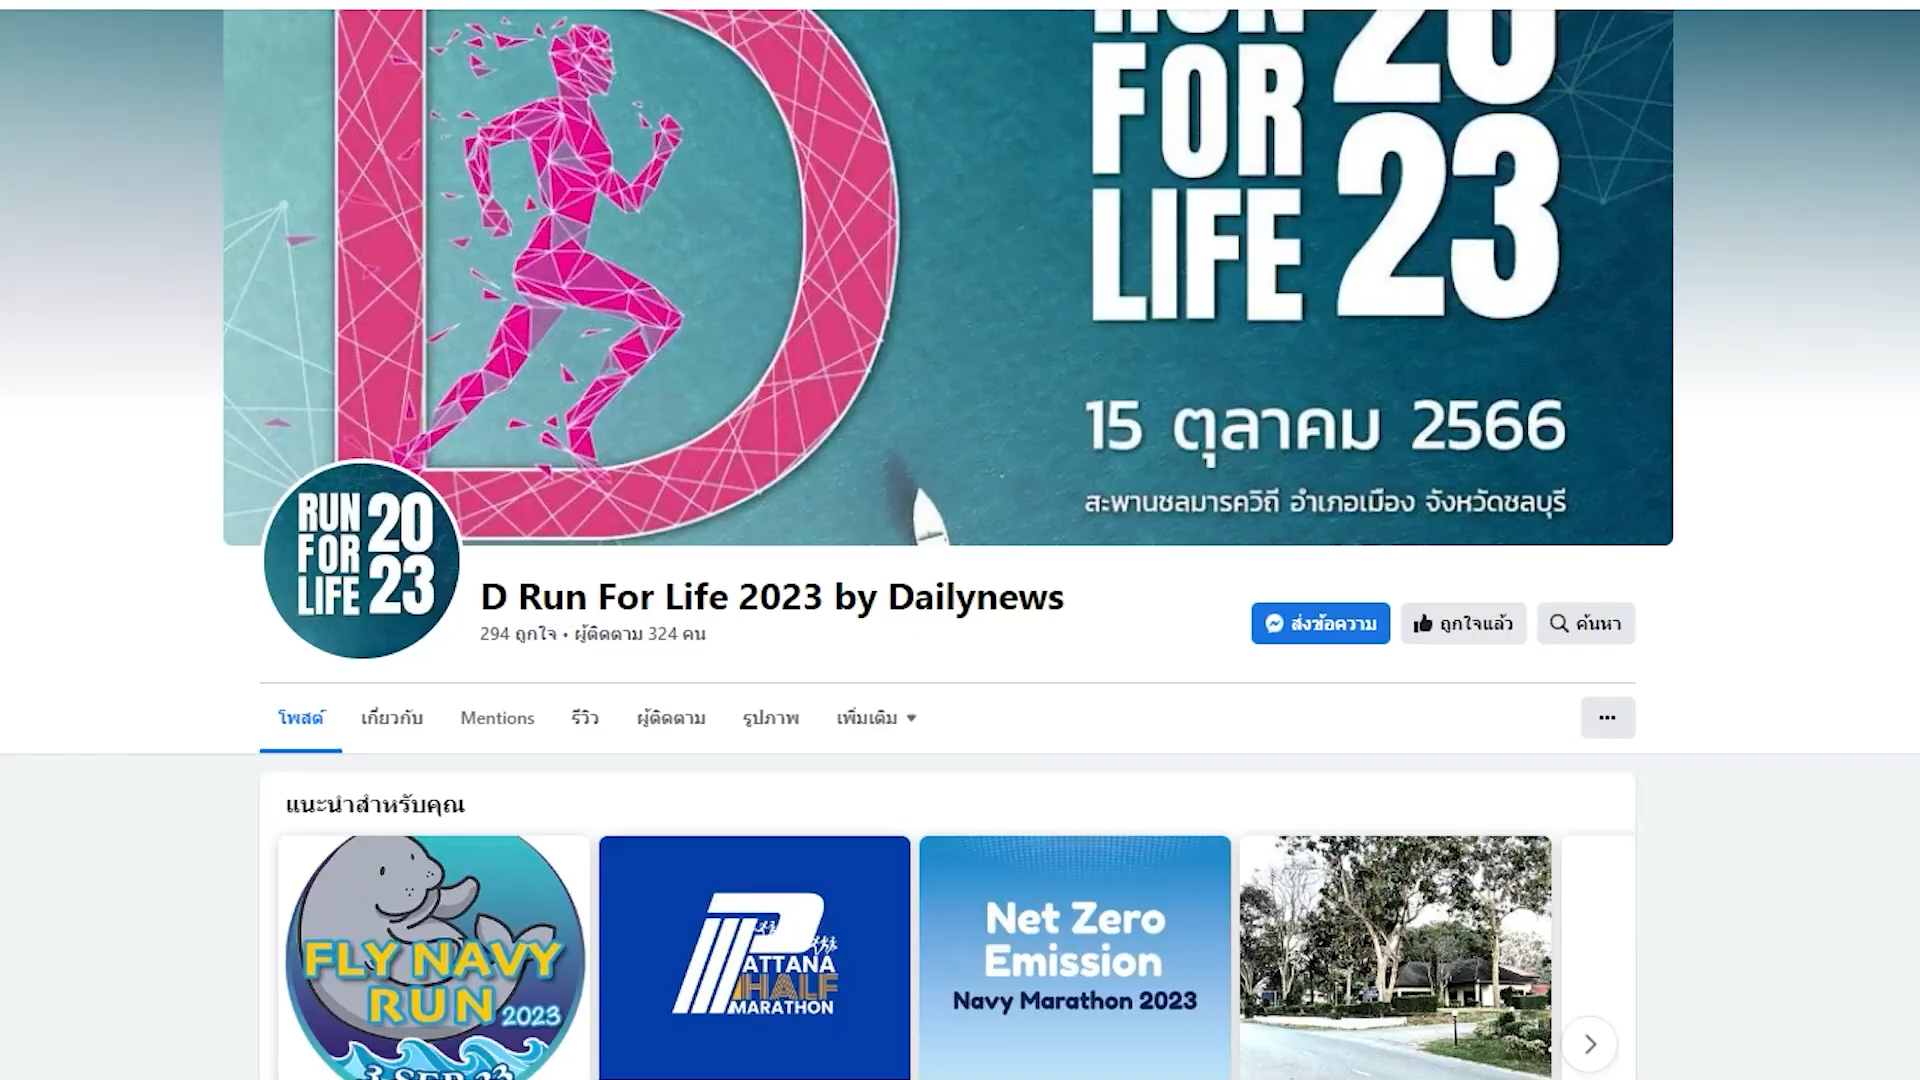 RUN
FOR
LIFE
20
23
15 ตุลาคม 2566
สะพานชลมารควิถี อำเภอเมือง จังหวัดชลบุรี
RUN
FOR
LIFE
20
23
D Run For Life 2023 by Dailynews
294 ถูกใจ • ผู้ติดตาม 324 คน
ส่งข้อความ
ถูกใจแล้ว
ค้นหา
โพสต์
เกี่ยวกับ
Mentions
รีวิว
ผู้ติดตาม
รูปภาพ
เพิ่มเติม
แนะนำสำหรับคุณ
FLY NAVY
RUN 2023
3 SEP 23
PATTANA
HALF
MARATHON
Net Zero
Emission
Navy Marathon 2023